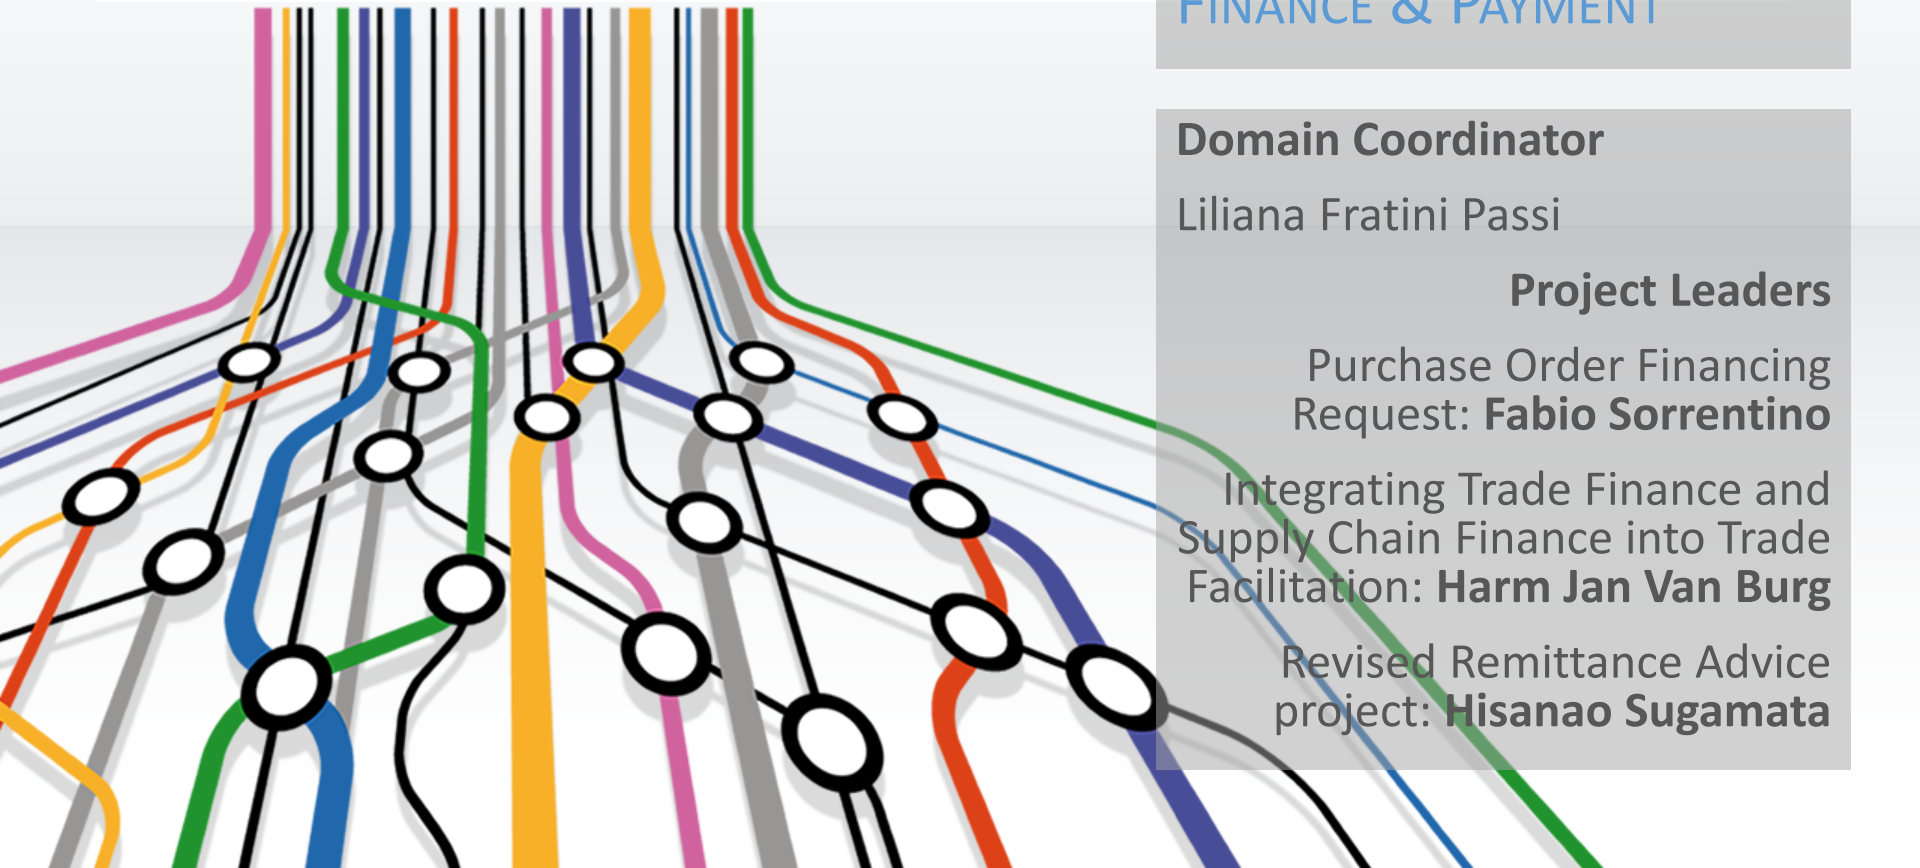 FINANCE & PAYMENT
Domain Coordinator
Liliana Fratini Passi
Project Leaders
Purchase Order Financing
Request: Fabio Sorrentino
Integrating Trade Finance and
Supply Chain Finance into Trade
Facilitation: Harm Jan Van Burg
Revised Remittance Advice
project: Hisanao Sugamata